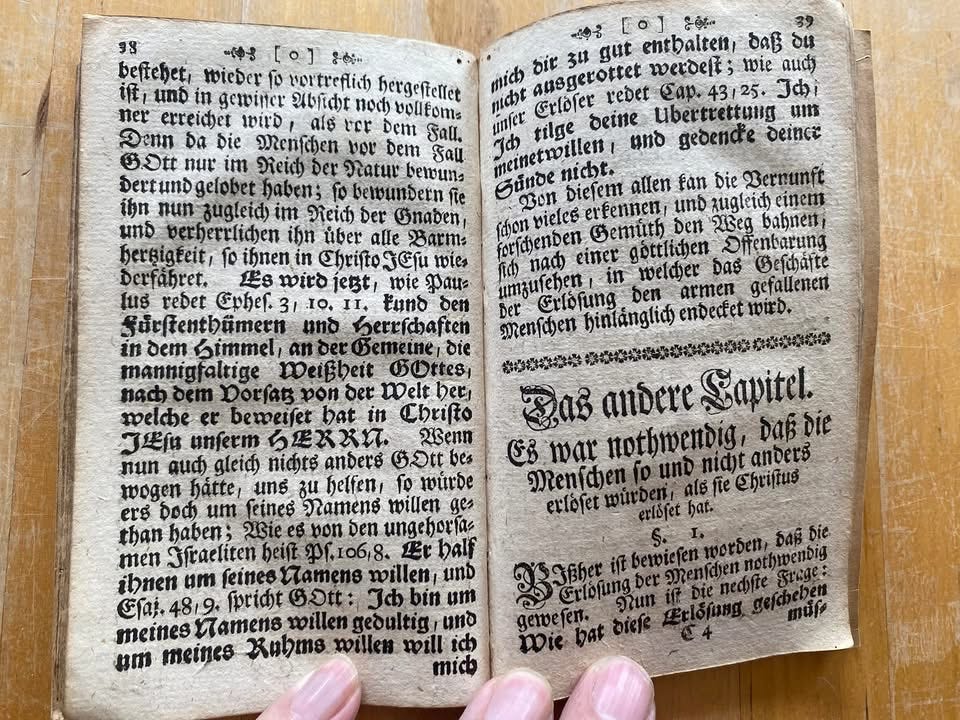 38
[ o ]
bestehet, wieder so vortreflich hergestellet
ist, und in gewisser Absicht noch vollkom-
ner erreichet wird, als vor dem Fall.
Denn da die Menschen vor dem Fall
GOtt nur im Reich der Natur bewun-
dert und gelobet haben; so bewundern sie
ihn nun zugleich im Reich der Gnaden,
und verherrlichen ihn über alle Barm-
hertzigkeit, so ihnen in Christo JEsu wie-
derfähret. Es wird jetzt, wie Pau-
lus redet Ephes. 3, 10. 11. kund den
Fürstenthümern und Herrschaften
in dem Himmel, an der Gemeine, die
mannigfaltige Weißheit GOttes,
nach dem Vorsatz von der Welt her,
welche er beweiset hat in Christo
JEsu unserm HERRN. Wenn
nun auch gleich nichts anders GOtt be-
wogen hätte, uns zu helfen, so würde
ers doch um seines Namens willen ge-
than haben; Wie es von den ungehorsa-
men Israeliten heist Ps. 106, 8. Er half
ihnen um seines Namens willen, und
Esai. 48, 9. spricht GOtt: Ich bin um
meines Namens willen gedultig, und
um meines Ruhms willen will ich
mich
[ o ]
39
mich dir zu gut enthalten, daß du
nicht ausgerottet werdest; wie auch
unser Erlöser redet Cap. 43, 25. Ich,
Ich tilge deine Ubertrettung um
meinetwillen, und gedencke deiner
Sünde nicht.
Von diesem allen kan die Vernunft
schon vieles erkennen, und zugleich einem
forschenden Gemüth den Weg bahnen,
sich nach einer göttlichen Offenbarung
umzusehen, in welcher das Geschäfte
der Erlösung den armen gefallenen
Menschen hinlänglich endecket wird.
Das andere Capitel.
Es war nothwendig, daß die
Menschen so und nicht anders
erlöset würden, als sie Christus
erlöset hat.
§. 1.
BIßher ist bewiesen worden, daß die
Erlösung der Menschen nothwendig
gewesen. Nun ist die nechste Frage:
Wie hat diese Erlösung geschehen
C 4 müs-